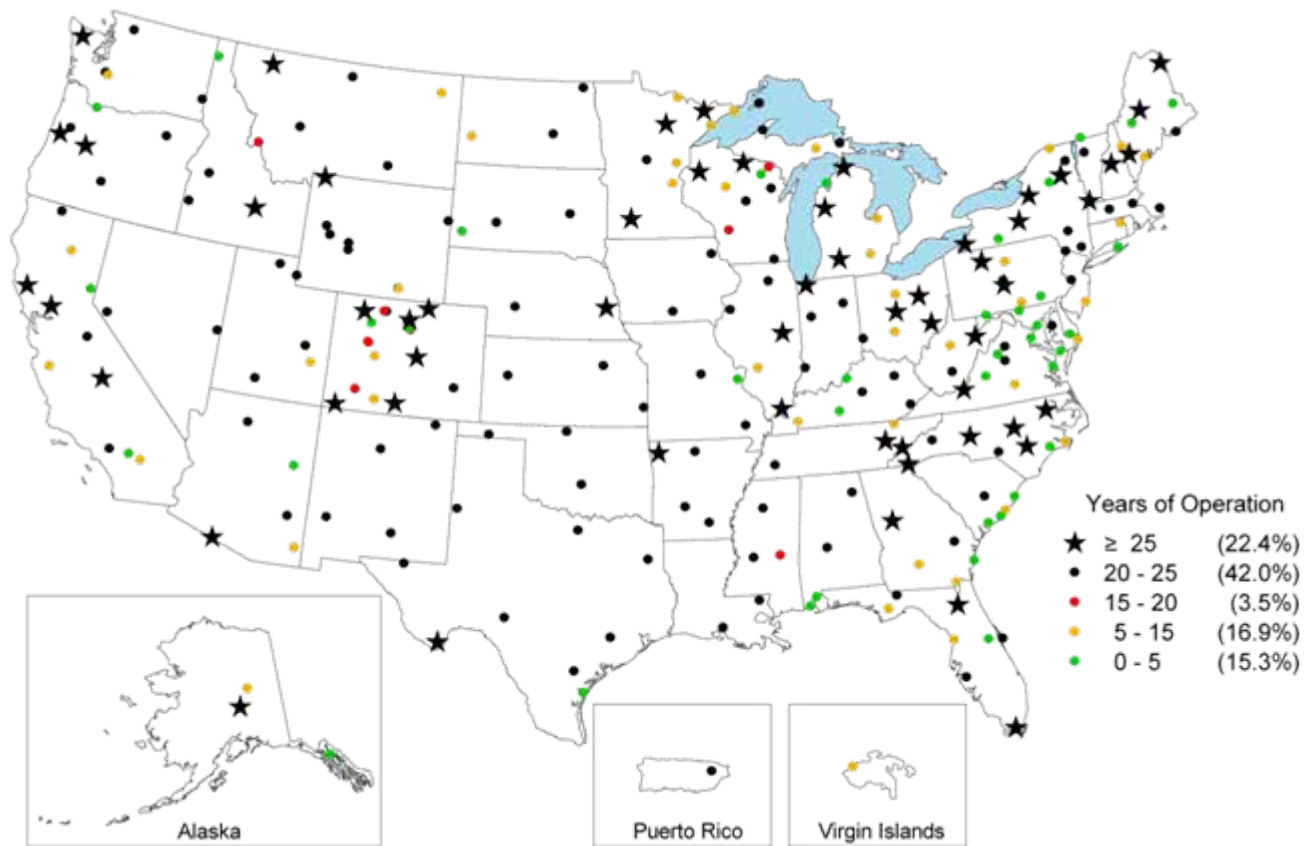 Years of Operation
≥ 25 (22.4%)
20 - 25 (42.0%)
15 - 20 (3.5%)
5 - 15 (16.9%)
0 - 5 (15.3%)
Alaska
Puerto Rico
Virgin Islands